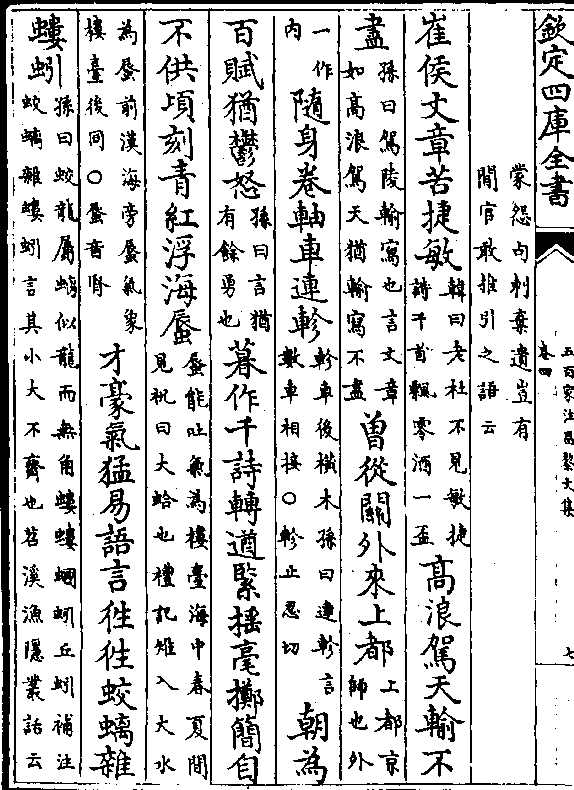 欽定四庫全書
五百家注昌黎文集
卷四
七
蒙怨句刺棄遺豈有
間官敢推引之語云
崔侯文章苦捷敏
韓曰老杜不見敏捷
詩千首飄零酒一盃
高浪駕天輸不
盡
孫曰駕陵輸寫也言文章
如高浪駕天猶輸寫不盡
曽從關外來上都
上都京
師也外
一作
内
隨身卷軸車連軫
軫車後橫木孫曰連軫言
數車相接○軫止忍切
朝為
百賦猶鬱怒
孫曰言猶
有餘勇也
暮作千詩轉遒緊揺毫擲簡自
不供頃刻青紅浮海蜃
蜃能吐氣為樓臺海中春夏間
見祝曰大蛤也禮記雉入大水
為蜃前漢海旁蜃氣象
樓臺後同○蜃音腎
才豪氣猛易語言徃徃蛟螭雜
螻蚓
孫曰蛟龍屬螭似龍而無角螻螻蟈蚓丘蚓補注
蛟螭雜螻蚓言其小大不齊也苕溪漁隱叢話云